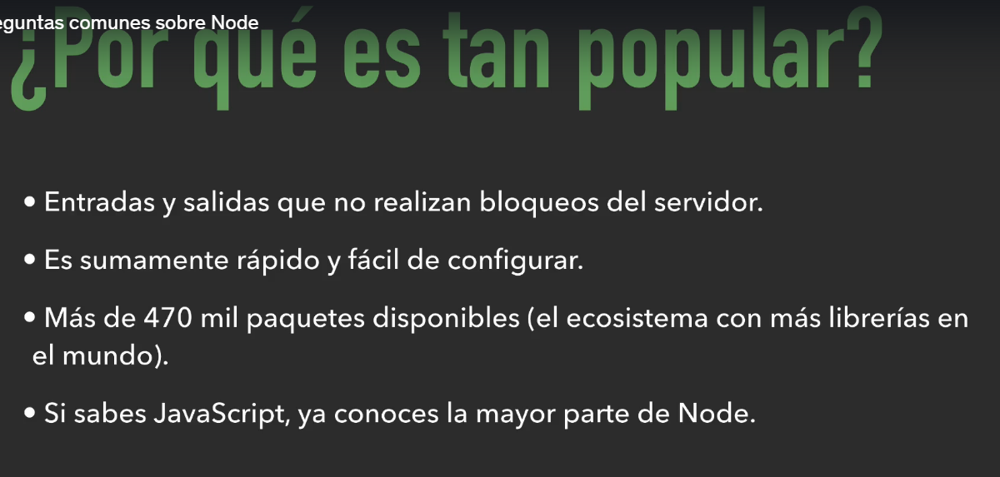 eguntas comunes sobre Node
¿Por qué es tan popular?
• Entradas y salidas que no realizan bloqueos del servidor.
• Es sumamente rápido y fácil de configurar.
• Más de 470 mil paquetes disponibles (el ecosistema con más librerías en
el mundo).
• Si sabes JavaScript, ya conoces la mayor parte de Node.